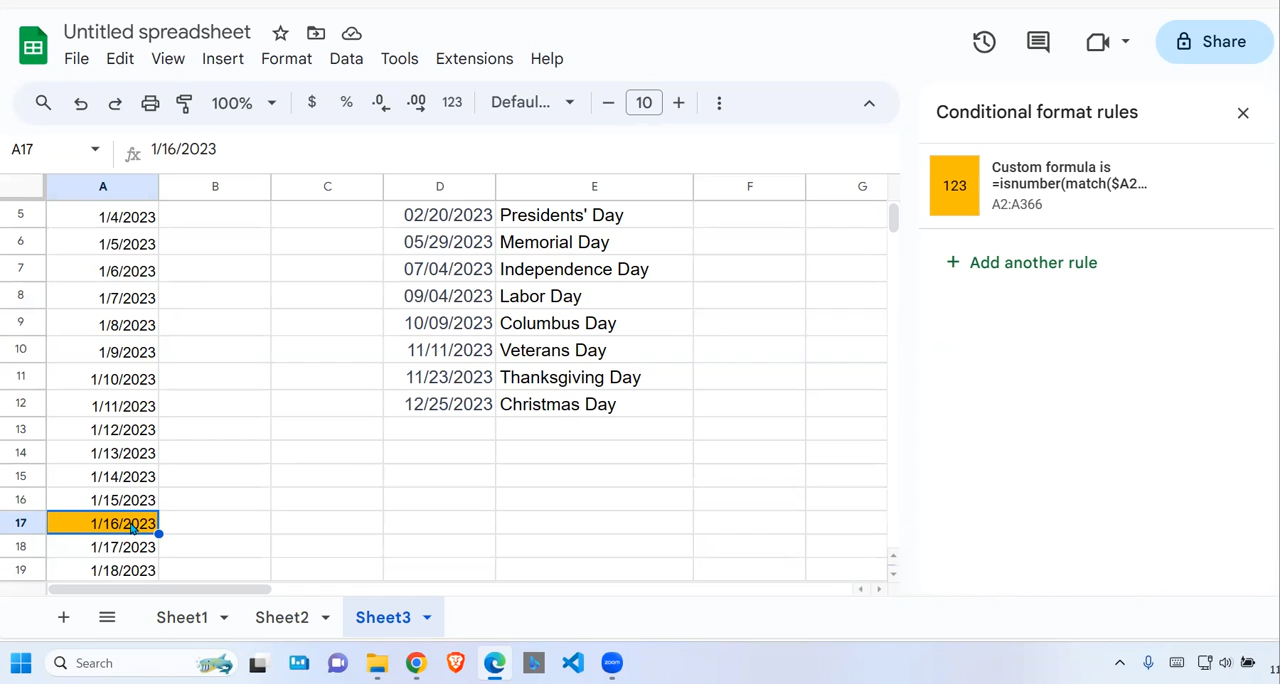 Untitled spreadsheet
File Edit View Insert Format Data Tools Extensions Help
Share
100% $ % .0 .00 123 Defaul... − 10 +
A17 fx 1/16/2023
A B C D E F G
5 1/4/2023 02/20/2023 Presidents' Day
6 1/5/2023 05/29/2023 Memorial Day
7 1/6/2023 07/04/2023 Independence Day
8 1/7/2023 09/04/2023 Labor Day
9 1/8/2023 10/09/2023 Columbus Day
10 1/9/2023 11/11/2023 Veterans Day
11 1/10/2023 11/23/2023 Thanksgiving Day
12 1/11/2023 12/25/2023 Christmas Day
13 1/12/2023
14 1/13/2023
15 1/14/2023
16 1/15/2023
17 1/16/2023
18 1/17/2023
19 1/18/2023
Conditional format rules
123
Custom formula is
=isnumber(match($A2...
A2:A366
+ Add another rule
+ Sheet1 Sheet2 Sheet3
Search
zoom